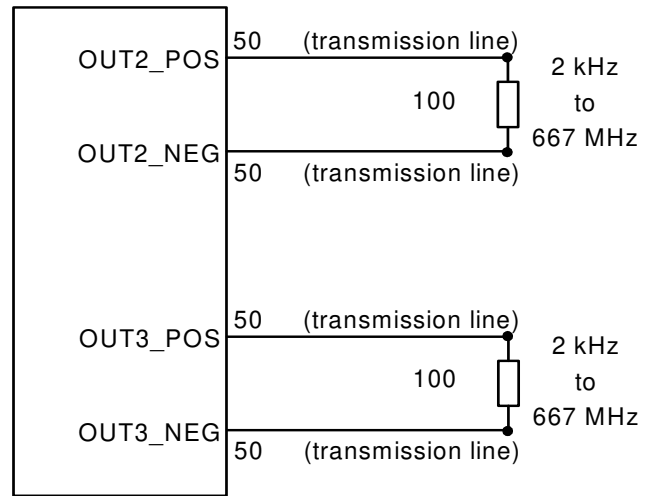 OUT2_POS
50 (transmission line)
100
2 kHz
to
667 MHz
OUT2_NEG
50 (transmission line)
OUT3_POS
50 (transmission line)
100
2 kHz
to
667 MHz
OUT3_NEG
50 (transmission line)